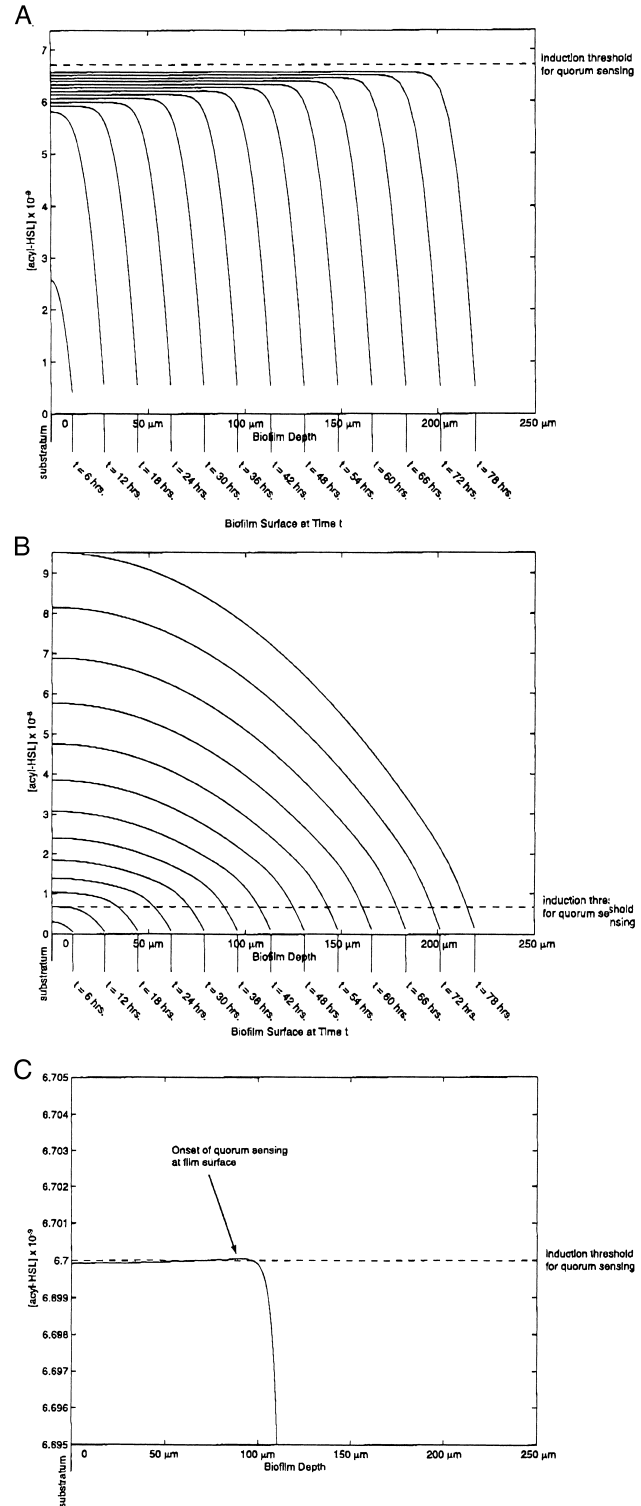 A
7
6
5
4
3
2
1
0
[acyl-HSL] x 10⁻⁹
induction threshold
for quorum sensing
substratum
0
50 µm
100 µm
150 µm
200 µm
250 µm
Biofilm Depth
t = 6 hrs.
t = 12 hrs.
t = 18 hrs.
t = 24 hrs.
t = 30 hrs.
t = 36 hrs.
t = 42 hrs.
t = 48 hrs.
t = 54 hrs.
t = 60 hrs.
t = 66 hrs.
t = 72 hrs.
t = 78 hrs.
Biofilm Surface at Time t
B
9
8
7
6
5
4
3
2
1
0
[acyl-HSL] x 10⁻⁸
induction threshold
for quorum sensing
substratum
0
50 µm
100 µm
150 µm
200 µm
250 µm
Biofilm Depth
t = 6 hrs.
t = 12 hrs.
t = 18 hrs.
t = 24 hrs.
t = 30 hrs.
t = 36 hrs.
t = 42 hrs.
t = 48 hrs.
t = 54 hrs.
t = 60 hrs.
t = 66 hrs.
t = 72 hrs.
t = 78 hrs.
Biofilm Surface at Time t
C
6.705
6.704
6.703
6.702
6.701
6.7
6.699
6.698
6.697
6.696
6.695
[acyl-HSL] x 10⁻⁹
Onset of quorum sensing
at film surface
induction threshold
for quorum sensing
substratum
0
50 µm
100 µm
150 µm
200 µm
250 µm
Biofilm Depth